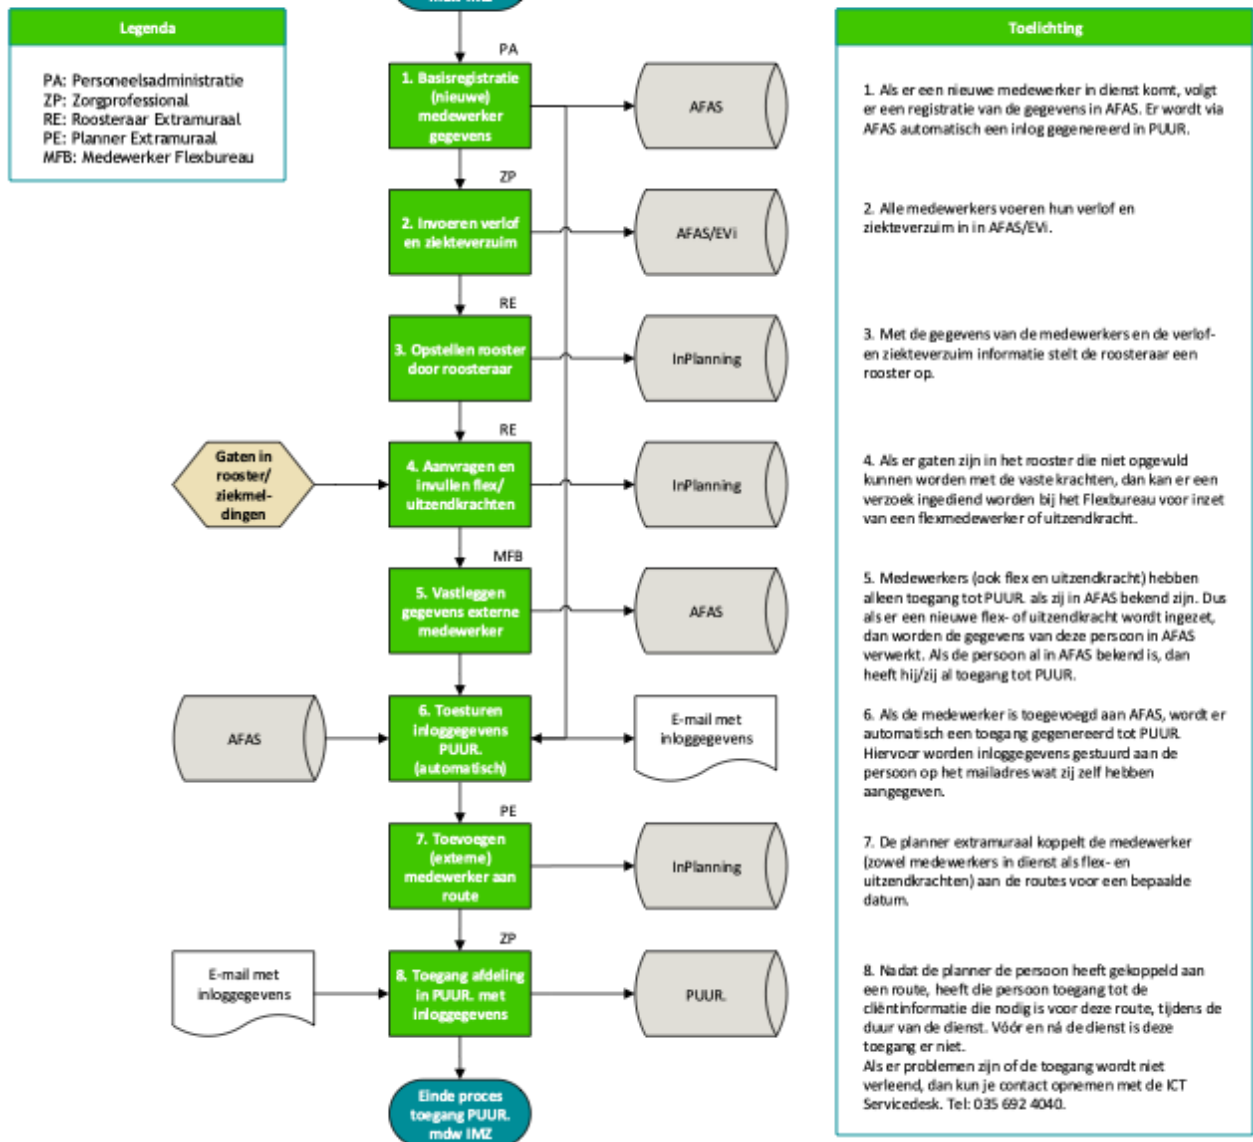 mdw IMZ
Legenda
PA: Personeelsadministratie
ZP: Zorgprofessional
RE: Roosteraar Extramuraal
PE: Planner Extramuraal
MFB: Medewerker Flexbureau
PA
1. Basisregistratie
(nieuwe)
medewerker
gegevens
AFAS
ZP
2. Invoeren verlof
en ziekteverzuim
AFAS/EVi
RE
3. Opstellen rooster
door roosteraar
InPlanning
RE
Gaten in
rooster/
ziekmel-
dingen
4. Aanvragen en
invullen flex/
uitzendkrachten
InPlanning
MFB
5. Vastleggen
gegevens externe
medewerker
AFAS
AFAS
6. Toesturen
inloggegevens
PUUR.
(automatisch)
E-mail met
inloggegevens
PE
7. Toevoegen
(externe)
medewerker aan
route
InPlanning
ZP
E-mail met
inloggegevens
8. Toegang afdeling
in PUUR. met
inloggegevens
PUUR.
Einde proces
toegang PUUR.
mdw IMZ
Toelichting
1. Als er een nieuwe medewerker in dienst komt, volgt
er een registratie van de gegevens in AFAS. Er wordt via
AFAS automatisch een inlog gegenereerd in PUUR.
2. Alle medewerkers voeren hun verlof en
ziekteverzuim in in AFAS/EVi.
3. Met de gegevens van de medewerkers en de verlof-
en ziekteverzuim informatie stelt de roosteraar een
rooster op.
4. Als er gaten zijn in het rooster die niet opgevuld
kunnen worden met de vaste krachten, dan kan er een
verzoek ingediend worden bij het Flexbureau voor inzet
van een flexmedewerker of uitzendkracht.
5. Medewerkers (ook flex en uitzendkracht) hebben
alleen toegang tot PUUR. als zij in AFAS bekend zijn. Dus
als er een nieuwe flex- of uitzendkracht wordt ingezet,
dan worden de gegevens van deze persoon in AFAS
verwerkt. Als de persoon al in AFAS bekend is, dan
heeft hij/zij al toegang tot PUUR.
6. Als de medewerker is toegevoegd aan AFAS, wordt er
automatisch een toegang gegenereerd tot PUUR.
Hiervoor worden inloggegevens gestuurd aan de
persoon op het mailadres wat zij zelf hebben
aangegeven.
7. De planner extramuraal koppelt de medewerker
(zowel medewerkers in dienst als flex- en
uitzendkrachten) aan de routes voor een bepaalde
datum.
8. Nadat de planner de persoon heeft gekoppeld aan
een route, heeft die persoon toegang tot de
cliëntinformatie die nodig is voor deze route, tijdens de
duur van de dienst. Vóór en ná de dienst is deze
toegang er niet.
Als er problemen zijn of de toegang wordt niet
verleend, dan kun je contact opnemen met de ICT
Servicedesk. Tel: 035 692 4040.